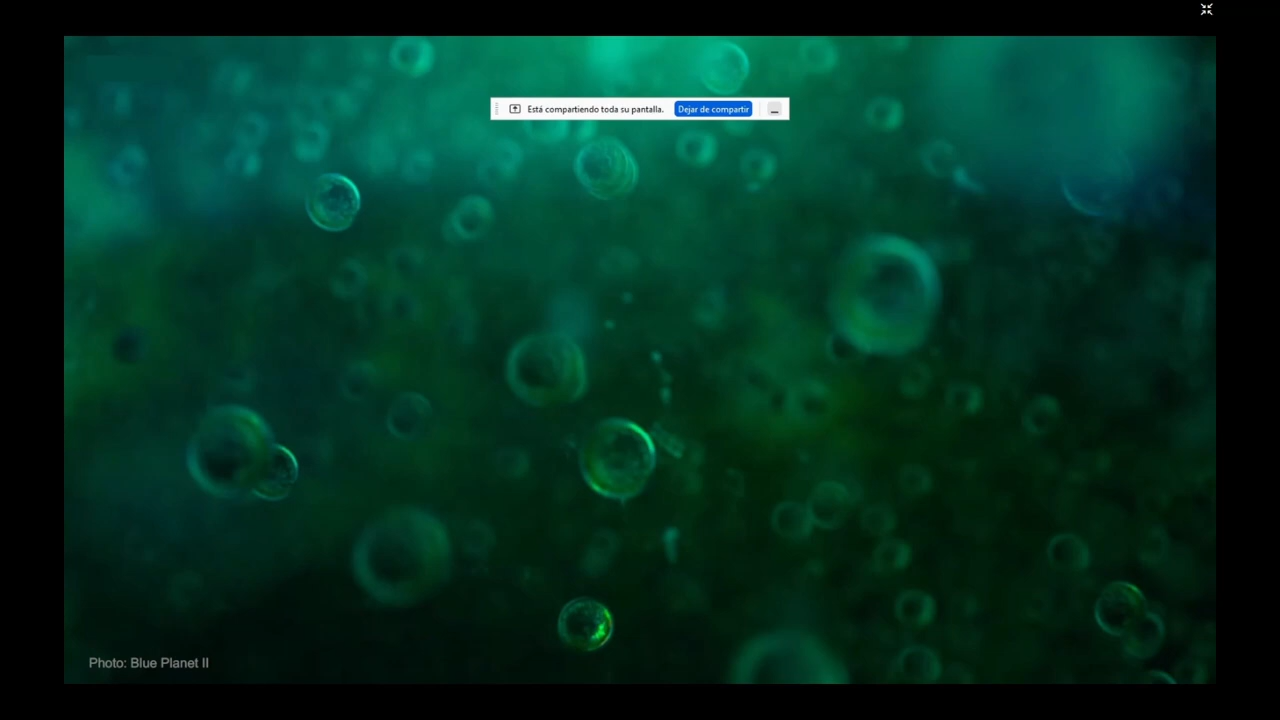 Está compartiendo toda su pantalla. Dejar de compartir
Photo: Blue Planet II